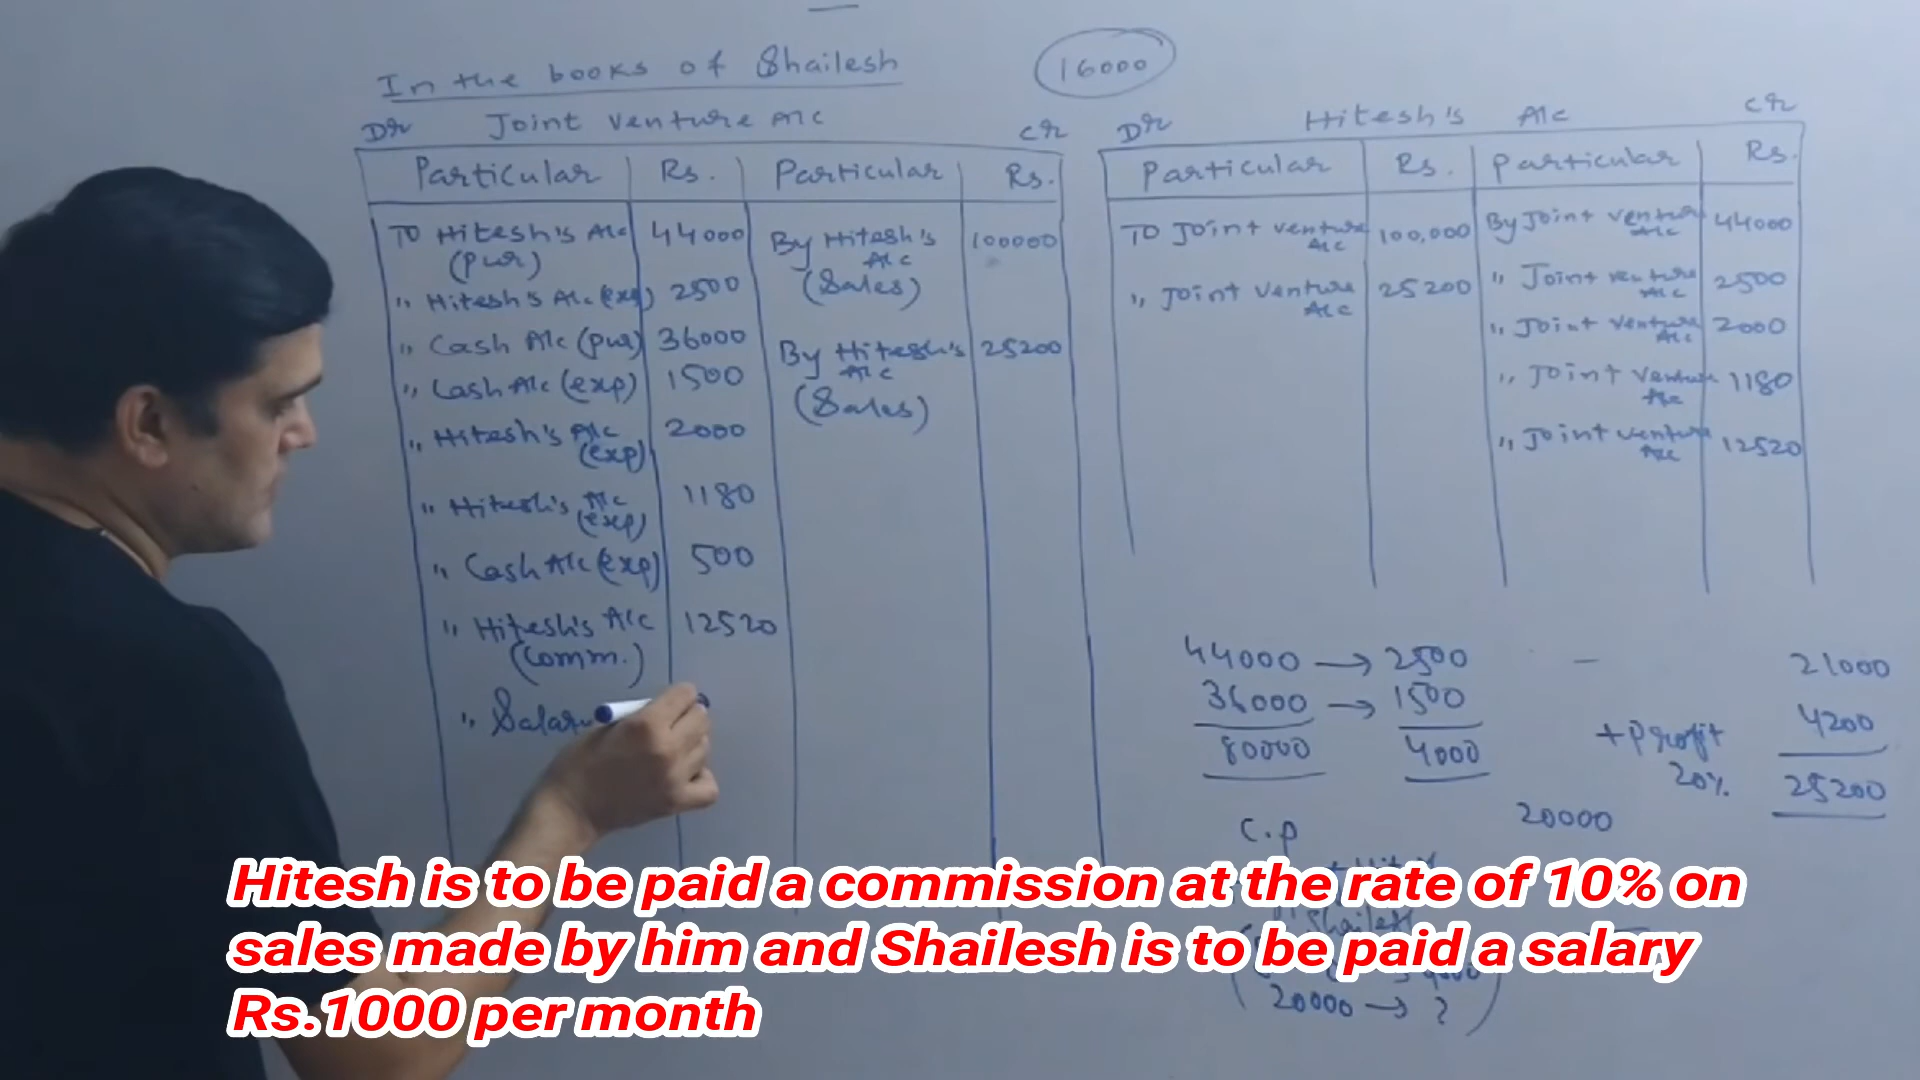 In the books of Shailesh
16000
Dr Joint venture A/c Cr
Particular Rs. Particular Rs.
To Hitesh's A/c 44000 By Hitesh's A/c 100000
(pur) (Sales)
" Hitesh's A/c (exp) 2500
" Cash A/c (pur) 36000 By Hitesh's A/c 25200
" Cash A/c (exp) 1500 (Sales)
" Hitesh's A/c 2000
(exp)
" Hitesh's A/c 1180
(exp)
" Cash A/c (exp) 500
" Hitesh's A/c 12520
(Comm.)
" Salary
Dr Hitesh's A/c Cr
Particular Rs. Particular Rs.
To Joint venture A/c 100,000 By Joint venture A/c 44000
" Joint venture A/c 25200 " Joint venture A/c 2500
" Joint venture A/c 2000
" Joint venture A/c 1180
" Joint venture A/c 12520
44000 → 2500
36000 → 1500
80000 4000
21000
+ Profit 4200
20% 25200
C.P 20000
20000 → ?
Hitesh is to be paid a commission at the rate of 10% on
sales made by him and Shailesh is to be paid a salary
Rs.1000 per month